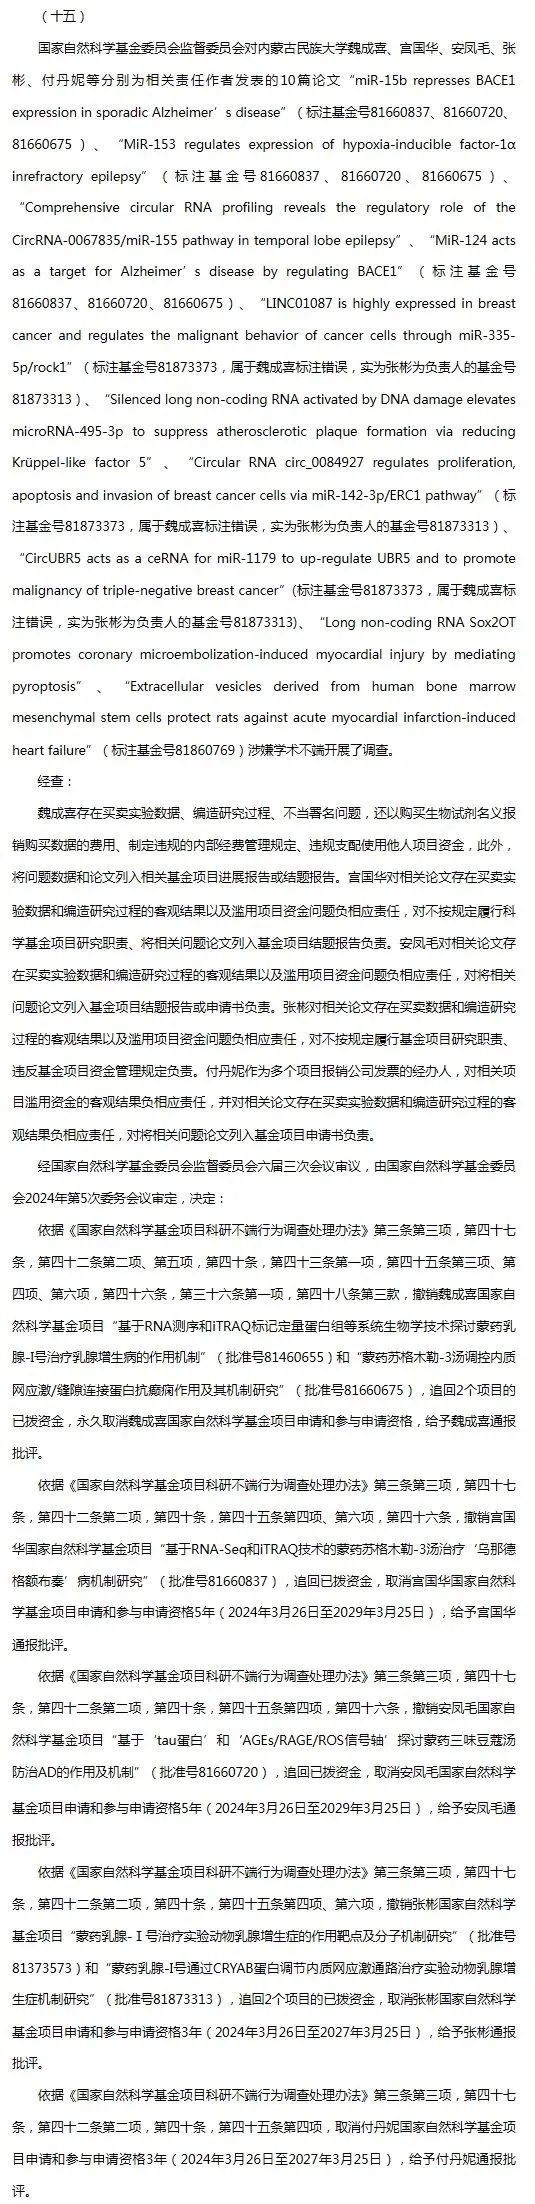 （十五）
国家自然科学基金委员会监督委员会对内蒙古民族大学魏成喜、宫国华、安凤毛、张
彬、付丹妮等分别为相关责任作者发表的10篇论文“miR-15b represses BACE1
expression in sporadic Alzheimer’s disease”（标注基金号81660837、81660720、
81660675）、“MiR-153 regulates expression of hypoxia-inducible factor-1α
inrefractory epilepsy”（标注基金号81660837、81660720、81660675）、
“Comprehensive circular RNA profiling reveals the regulatory role of the
CircRNA-0067835/miR-155 pathway in temporal lobe epilepsy”、“MiR-124 acts
as a target for Alzheimer’s disease by regulating BACE1”（标注基金号
81660837、81660720、81660675）、“LINC01087 is highly expressed in breast
cancer and regulates the malignant behavior of cancer cells through miR-335-
5p/rock1”（标注基金号81873373，属于魏成喜标注错误，实为张彬为负责人的基金号
81873313）、“Silenced long non-coding RNA activated by DNA damage elevates
microRNA-495-3p to suppress atherosclerotic plaque formation via reducing
Krüppel-like factor 5”、“Circular RNA circ_0084927 regulates proliferation,
apoptosis and invasion of breast cancer cells via miR-142-3p/ERC1 pathway”（标
注基金号81873373，属于魏成喜标注错误，实为张彬为负责人的基金号81873313）、
“CircUBR5 acts as a ceRNA for miR-1179 to up-regulate UBR5 and to promote
malignancy of triple-negative breast cancer”(标注基金号81873373，属于魏成喜标
注错误，实为张彬为负责人的基金号81873313)、“Long non-coding RNA Sox2OT
promotes coronary microembolization-induced myocardial injury by mediating
pyroptosis”、“Extracellular vesicles derived from human bone marrow
mesenchymal stem cells protect rats against acute myocardial infarction-induced
heart failure”（标注基金号81860769）涉嫌学术不端开展了调查。
经查：
魏成喜存在买卖实验数据、编造研究过程、不当署名问题，还以购买生物试剂名义报
销购买数据的费用、制定违规的内部经费管理规定、违规支配使用他人项目资金，此外，
将问题数据和论文列入相关基金项目进展报告或结题报告。宫国华对相关论文存在买卖实
验数据和编造研究过程的客观结果以及滥用项目资金问题负相应责任，对不按规定履行科
学基金项目研究职责、将相关问题论文列入基金项目结题报告负责。安凤毛对相关论文存
在买卖实验数据和编造研究过程的客观结果以及滥用项目资金问题负相应责任，对将相关
问题论文列入基金项目结题报告或申请书负责。张彬对相关论文存在买卖数据和编造研究
过程的客观结果以及滥用项目资金问题负相应责任，对不按规定履行基金项目研究职责、
违反基金项目资金管理规定负责。付丹妮作为多个项目报销公司发票的经办人，对相关项
目滥用资金的客观结果负相应责任，并对相关论文存在买卖实验数据和编造研究过程的客
观结果负相应责任，对将相关问题论文列入基金项目申请书负责。
经国家自然科学基金委员会监督委员会六届三次会议审议，由国家自然科学基金委员
会2024年第5次委务会议审定，决定：
依据《国家自然科学基金项目科研不端行为调查处理办法》第三条第三项，第四十七
条，第四十二条第二项、第五项，第四十条，第四十三条第一项，第四十五条第三项、第
四项、第六项，第四十六条，第三十六条第一项，第四十八条第三款，撤销魏成喜国家自
然科学基金项目“基于RNA测序和iTRAQ标记定量蛋白组等系统生物学技术探讨蒙药乳
腺-I号治疗乳腺增生病的作用机制”（批准号81460655）和“蒙药苏格木勒-3汤调控内质
网应激/缝隙连接蛋白抗癫痫作用及其机制研究”（批准号81660675），追回2个项目的
已拨资金，永久取消魏成喜国家自然科学基金项目申请和参与申请资格，给予魏成喜通报
批评。
依据《国家自然科学基金项目科研不端行为调查处理办法》第三条第三项，第四十七
条，第四十二条第二项，第四十条，第四十五条第四项、第六项，第四十六条，撤销宫国
华国家自然科学基金项目“基于RNA-Seq和iTRAQ技术的蒙药苏格木勒-3汤治疗‘乌那德
格额布塞’病机制研究”（批准号81660837），追回已拨资金，取消宫国华国家自然科
学基金项目申请和参与申请资格5年（2024年3月26日至2029年3月25日），给予宫国华
通报批评。
依据《国家自然科学基金项目科研不端行为调查处理办法》第三条第三项，第四十七
条，第四十二条第二项，第四十条，第四十五条第四项，第四十六条，撤销安凤毛国家自
然科学基金项目“基于‘tau蛋白’和‘AGEs/RAGE/ROS信号轴’探讨蒙药三味豆蔻汤
防治AD的作用及机制”（批准号81660720），追回已拨资金，取消安凤毛国家自然科学
基金项目申请和参与申请资格5年（2024年3月26日至2029年3月25日），给予安凤毛通
报批评。
依据《国家自然科学基金项目科研不端行为调查处理办法》第三条第三项，第四十七
条，第四十二条第二项，第四十条，第四十五条第四项、第六项，撤销张彬国家自然科学
基金项目“蒙药乳腺-Ⅰ号治疗实验动物乳腺增生症的作用靶点及分子机制研究”（批准号
81373573）和“蒙药乳腺-I号通过CRYAB蛋白调节内质网应激通路治疗实验动物乳腺增
生症机制研究”（批准号81873313），追回2个项目的已拨资金，取消张彬国家自然科学
基金项目申请和参与申请资格3年（2024年3月26日至2027年3月25日），给予张彬通报
批评。
依据《国家自然科学基金项目科研不端行为调查处理办法》第三条第三项，第四十七
条，第四十二条第二项，第四十条，第四十五条第四项，取消付丹妮国家自然科学基金项
目申请和参与申请资格3年（2024年3月26日至2027年3月25日），给予付丹妮通报批
评。